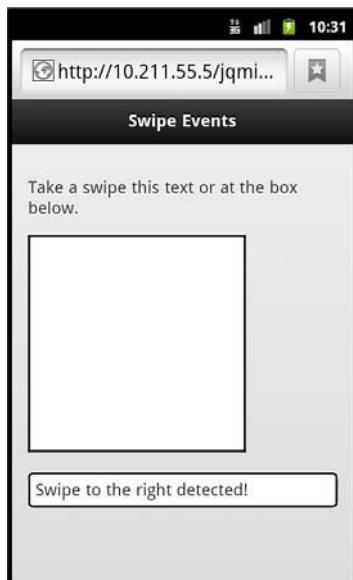 3G 10:31
http://10.211.55.5/jqmi...
Swipe Events
Take a swipe this text or at the box
below.
Swipe to the right detected!